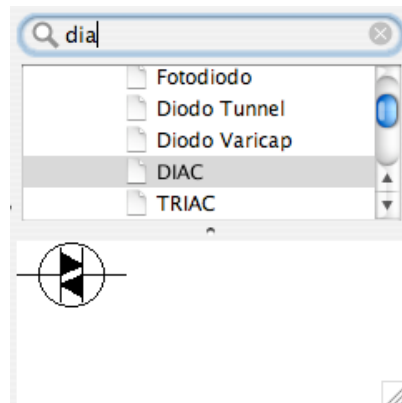 dia
Fotodiodo
Diodo Tunnel
Diodo Varicap
DIAC
TRIAC